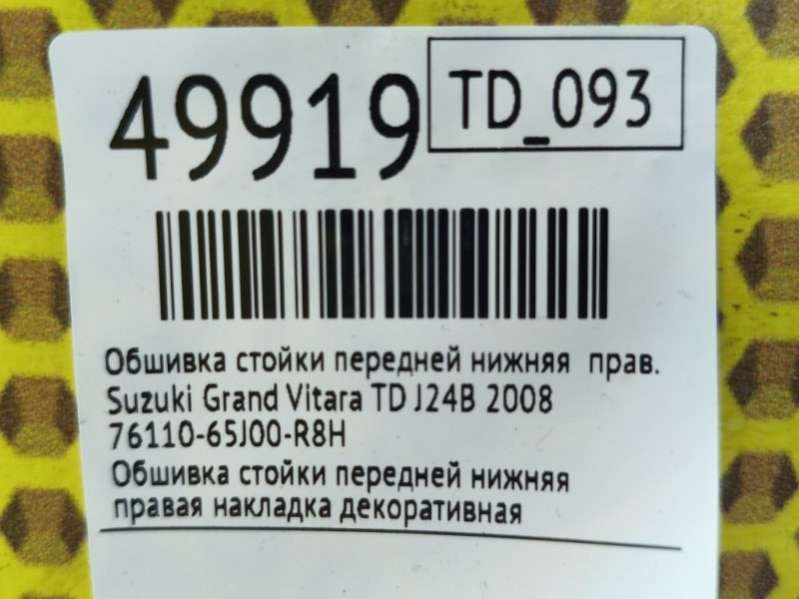 49919 TD_093
Обшивка стойки передней нижняя прав.
Suzuki Grand Vitara TD J24B 2008
76110-65J00-R8H
Обшивка стойки передней нижняя
правая накладка декоративная